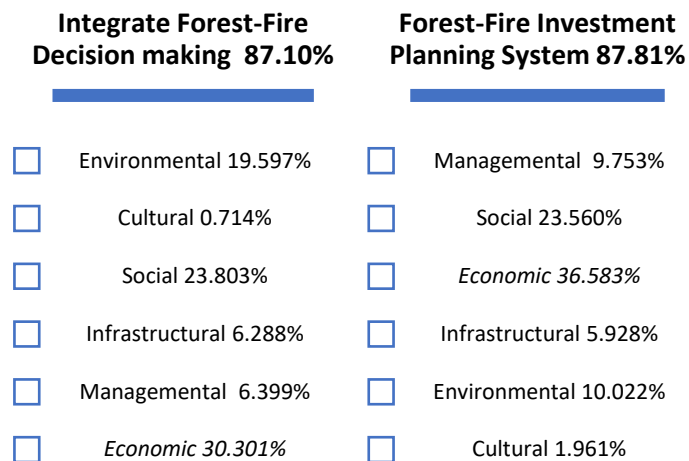 Integrate Forest-Fire
Decision making 87.10%
Environmental 19.597%
Cultural 0.714%
Social 23.803%
Infrastructural 6.288%
Managemental 6.399%
Economic 30.301%
Forest-Fire Investment
Planning System 87.81%
Managemental 9.753%
Social 23.560%
Economic 36.583%
Infrastructural 5.928%
Environmental 10.022%
Cultural 1.961%